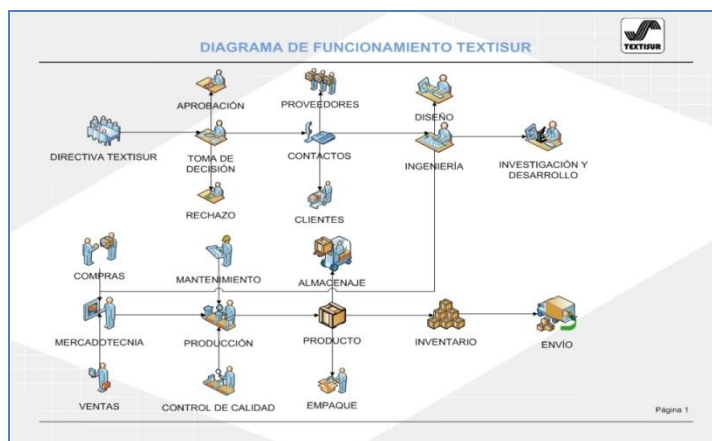 DIAGRAMA DE FUNCIONAMIENTO TEXTISUR
TEXTISUR
APROBACIÓN
PROVEEDORES
DISEÑO
DIRECTIVA TEXTISUR
TOMA DE
DECISIÓN
CONTACTOS
INGENIERÍA
INVESTIGACIÓN Y
DESARROLLO
RECHAZO
CLIENTES
COMPRAS
MANTENIMIENTO
ALMACENAJE
MERCADOTECNIA
PRODUCCIÓN
PRODUCTO
INVENTARIO
ENVÍO
VENTAS
CONTROL DE CALIDAD
EMPAQUE
Página 1